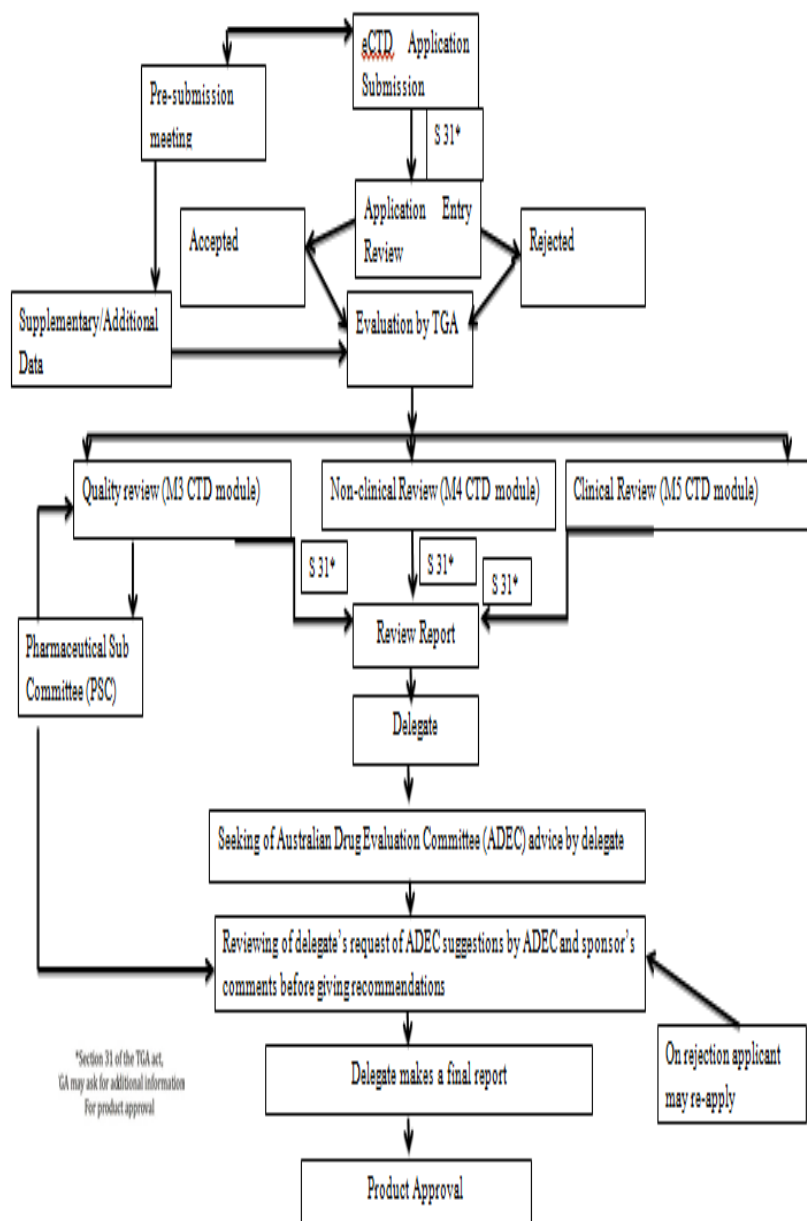 eCTD Application
Submission
Pre-submission
meeting
S 31*
Application Entry
Review
Accepted
Rejected
Supplementary/Additional
Data
Evaluation by TGA
Quality review (M3 CTD module)
Non-clinical Review (M4 CTD module)
Clinical Review (M5 CTD module)
S 31*
S 31*
S 31*
Review Report
Pharmaceutical Sub
Committee (PSC)
Delegate
Seeking of Australian Drug Evaluation Committee (ADEC) advice by delegate
Reviewing of delegate's request of ADEC suggestions by ADEC and sponsor's
comments before giving recommendations
*Section 31 of the TGA act,
GA may ask for additional information
For product approval
Delegate makes a final report
On rejection applicant
may re-apply
Product Approval